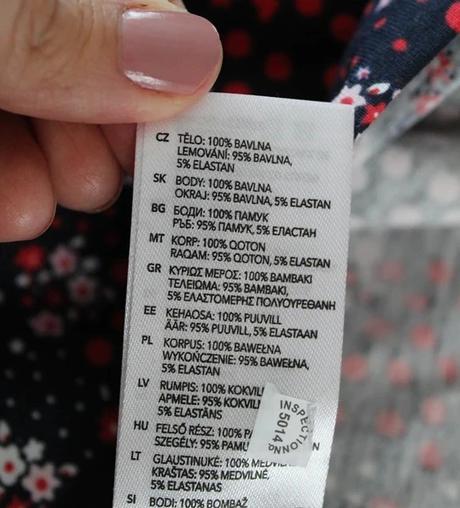 CZ TĚLO: 100% BAVLNA
LEMOVÁNÍ: 95% BAVLNA,
5% ELASTAN
SK BODY: 100% BAVLNA
OKRAJ: 95% BAVLNA, 5% ELASTAN
BG БОДИ: 100% ПАМУК
РЪБ: 95% ПАМУК, 5% ЕЛАСТАН
MT KORP: 100% QOTON
RAQAM: 95% QOTON, 5% ELASTAN
GR ΚΥΡΙΩΣ ΜΕΡΟΣ: 100% ΒΑΜΒΑΚΙ
ΤΕΛΕΙΩΜΑ: 95% ΒΑΜΒΑΚΙ,
5% ΕΛΑΣΤΟΜΕΡΗΣ ΠΟΛΥΟΥΡΕΘΑΝΗ
EE KEHAOSA: 100% PUUVILL
ÄÄR: 95% PUUVILL, 5% ELASTAAN
PL KORPUS: 100% BAWEŁNA
WYKOŃCZENIE: 95% BAWEŁNA,
5% ELASTAN
LV RUMPIS: 100% KOKVIL
APMELE: 95% KOKVIL
5% ELASTĀNS
HU FELSŐ RÉSZ: 100% PA
SZEGÉLY: 95% PAMU
LT GLAUSTINUKĖ: 100% MEDVIL
KRAŠTAS: 95% MEDVILNĖ,
5% ELASTANAS
SI BODI: 100% BOMBAŽ
INSPECTION
5014